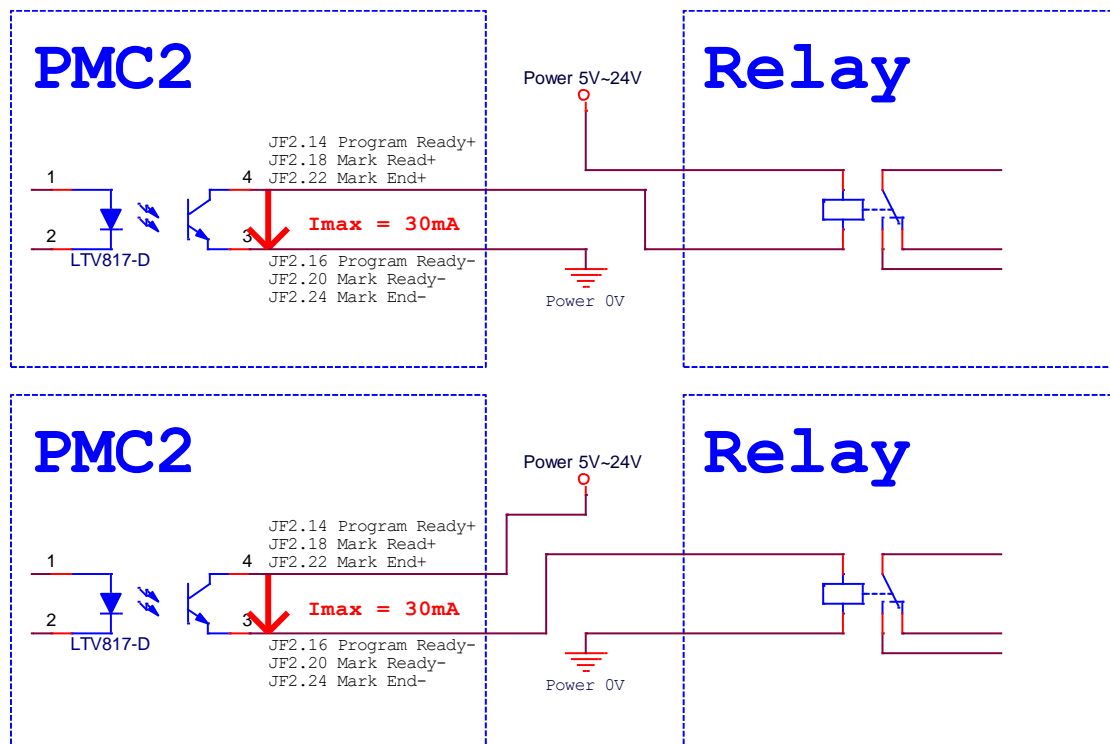 PMC2
Relay
Power 5V~24V
JF2.14 Program Ready+
JF2.18 Mark Read+
JF2.22 Mark End+
1
4
Imax = 30mA
2
3
LTV817-D
JF2.16 Program Ready-
JF2.20 Mark Ready-
JF2.24 Mark End-
Power 0V
PMC2
Relay
Power 5V~24V
JF2.14 Program Ready+
JF2.18 Mark Read+
JF2.22 Mark End+
1
4
Imax = 30mA
2
3
LTV817-D
JF2.16 Program Ready-
JF2.20 Mark Ready-
JF2.24 Mark End-
Power 0V